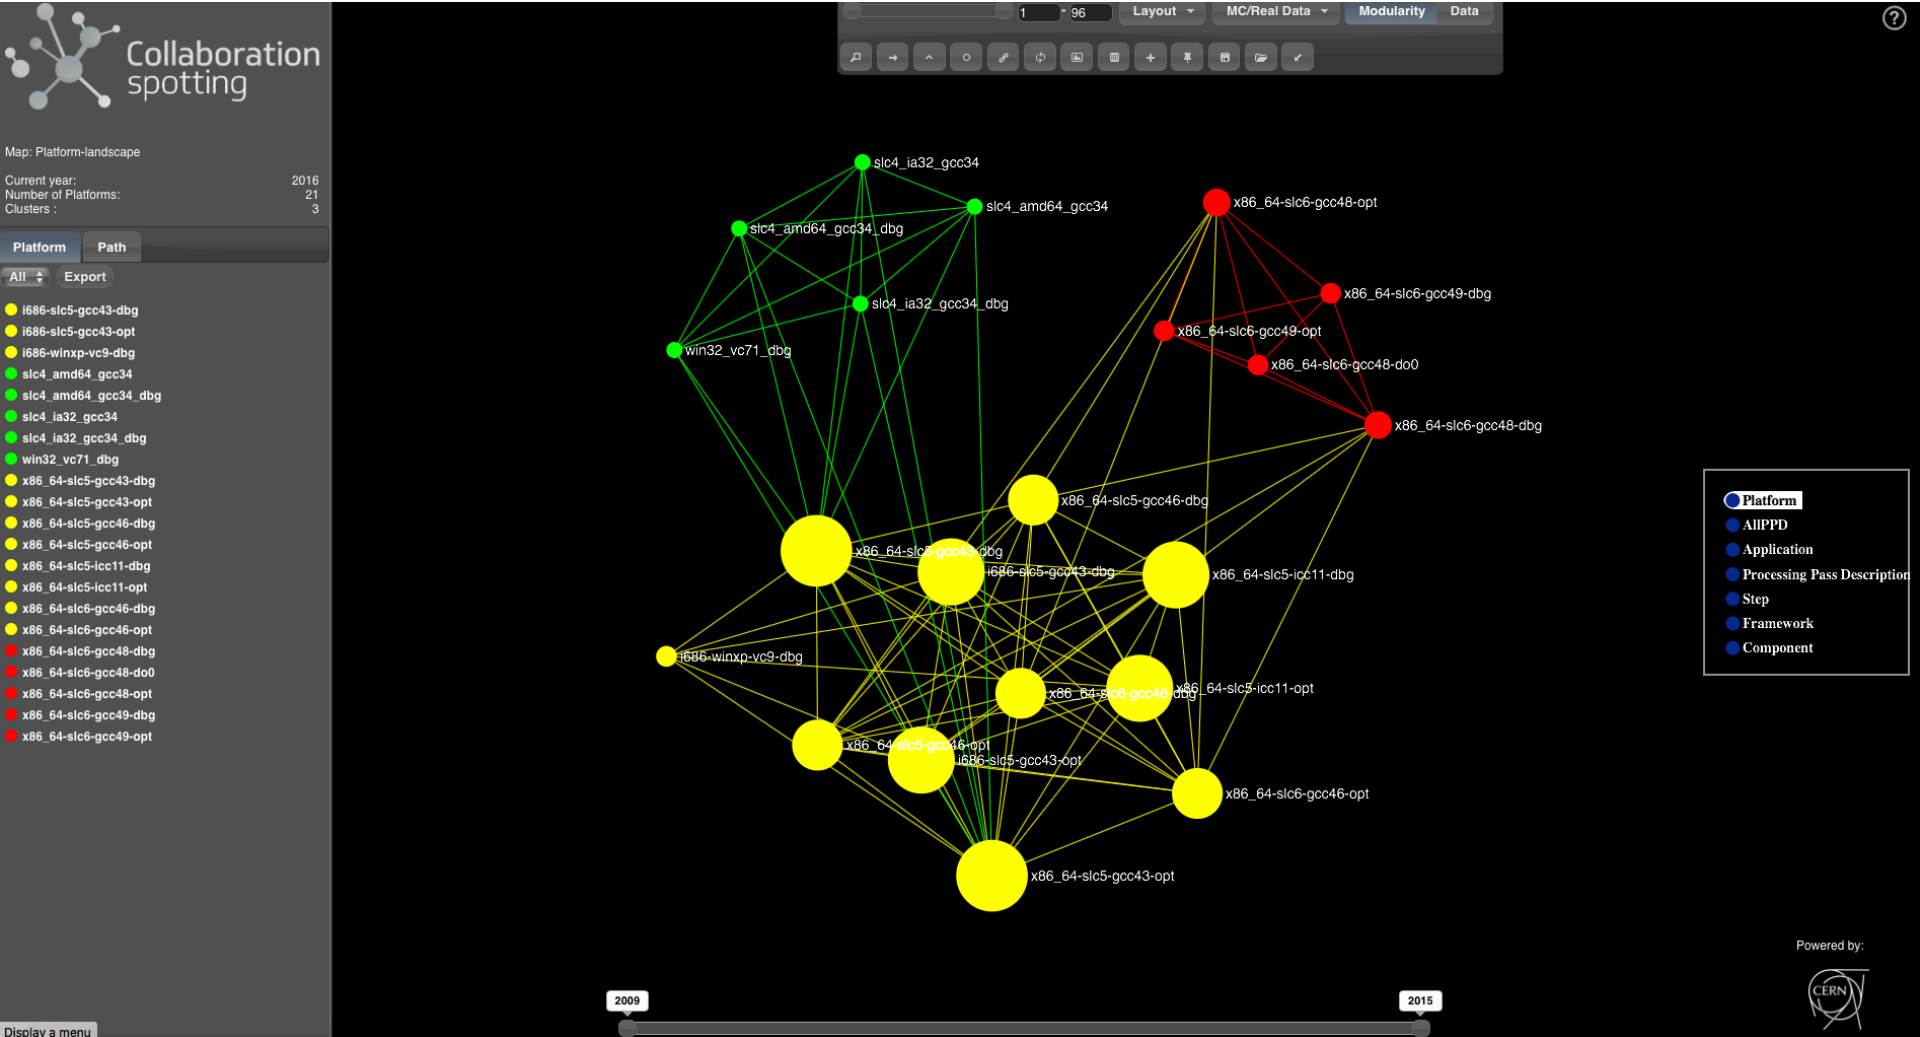 1 - 96 Layout MC/Real Data Modularity Data
?
Collaboration
spotting
Map: Platform-landscape
Current year: 2016
Number of Platforms: 21
Clusters : 3
Platform Path
All Export
i686-slc5-gcc43-dbg
i686-slc5-gcc43-opt
i686-winxp-vc9-dbg
slc4_amd64_gcc34
slc4_amd64_gcc34_dbg
slc4_ia32_gcc34
slc4_ia32_gcc34_dbg
win32_vc71_dbg
x86_64-slc5-gcc43-dbg
x86_64-slc5-gcc43-opt
x86_64-slc5-gcc46-dbg
x86_64-slc5-gcc46-opt
x86_64-slc5-icc11-dbg
x86_64-slc5-icc11-opt
x86_64-slc6-gcc46-dbg
x86_64-slc6-gcc46-opt
x86_64-slc6-gcc48-dbg
x86_64-slc6-gcc48-do0
x86_64-slc6-gcc48-opt
x86_64-slc6-gcc49-dbg
x86_64-slc6-gcc49-opt
Display a menu
slc4_ia32_gcc34
slc4_amd64_gcc34
slc4_amd64_gcc34_dbg
slc4_ia32_gcc34_dbg
win32_vc71_dbg
x86_64-slc6-gcc48-opt
x86_64-slc6-gcc49-dbg
x86_64-slc6-gcc49-opt
x86_64-slc6-gcc48-do0
x86_64-slc6-gcc48-dbg
x86_64-slc5-gcc46-dbg
x86_64-slc5-gcc43-dbg
i686-slc5-gcc43-dbg
x86_64-slc5-icc11-dbg
i686-winxp-vc9-dbg
x86_64-slc6-gcc46-dbg
x86_64-slc5-icc11-opt
x86_64-slc5-gcc46-opt
i686-slc5-gcc43-opt
x86_64-slc6-gcc46-opt
x86_64-slc5-gcc43-opt
Platform
AllPPD
Application
Processing Pass Description
Step
Framework
Component
2009
2015
Powered by:
CERN